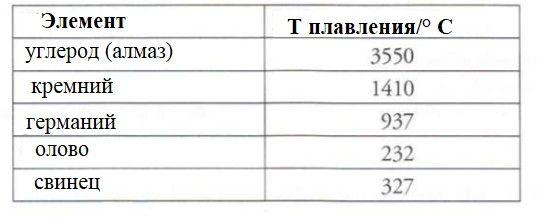 Элемент Т плавления/° С
углерод (алмаз) 3550
кремний 1410
германий 937
олово 232
свинец 327